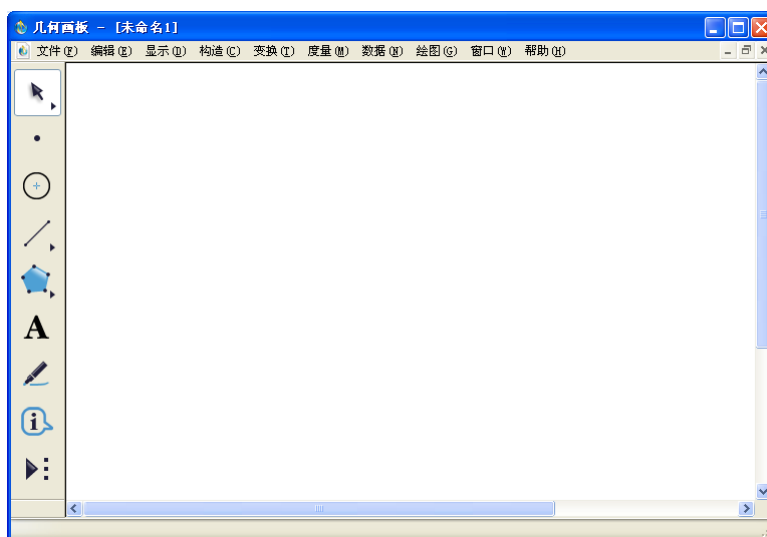 几何画板 - [未命名1]
文件(F) 编辑(E) 显示(D) 构造(C) 变换(T) 度量(M) 数据(N) 绘图(G) 窗口(W) 帮助(H)
A
i